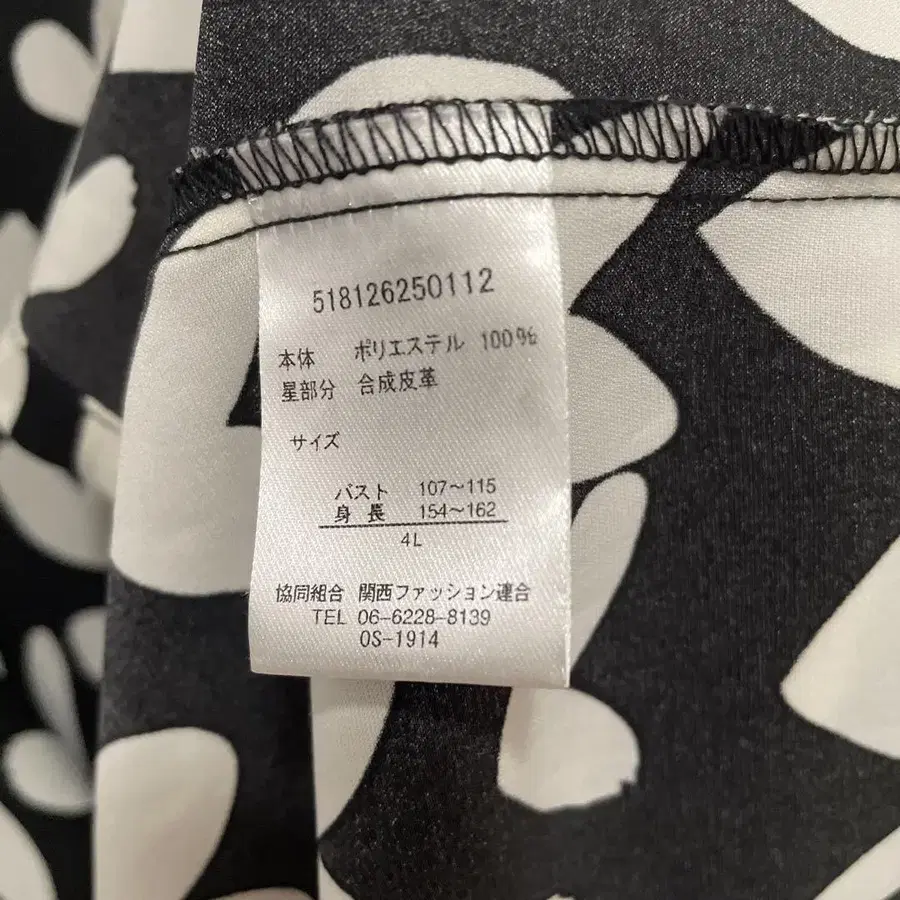 518126250112
本体 ポリエステル 100%
星部分 合成皮革
サイズ
バスト 107〜115
身長 154〜162
4L
協同組合 関西ファッション連合
TEL 06-6228-8139
OS-1914